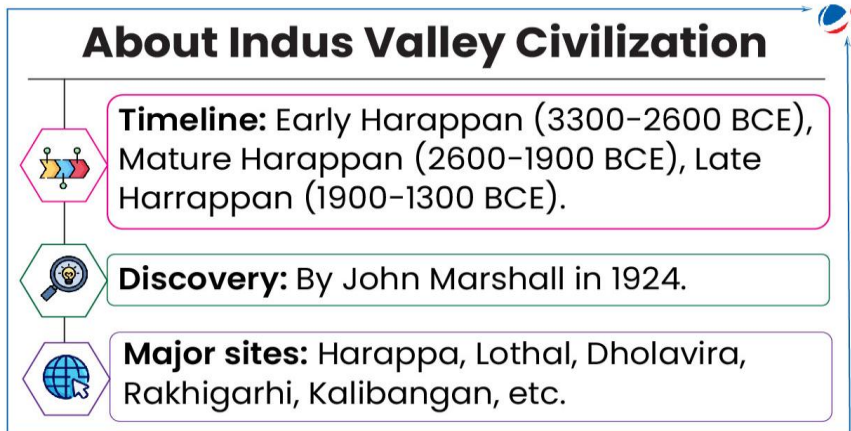 About Indus Valley Civilization
Timeline: Early Harappan (3300-2600 BCE),
Mature Harappan (2600-1900 BCE), Late
Harrappan (1900-1300 BCE).
Discovery: By John Marshall in 1924.
Major sites: Harappa, Lothal, Dholavira,
Rakhigarhi, Kalibangan, etc.